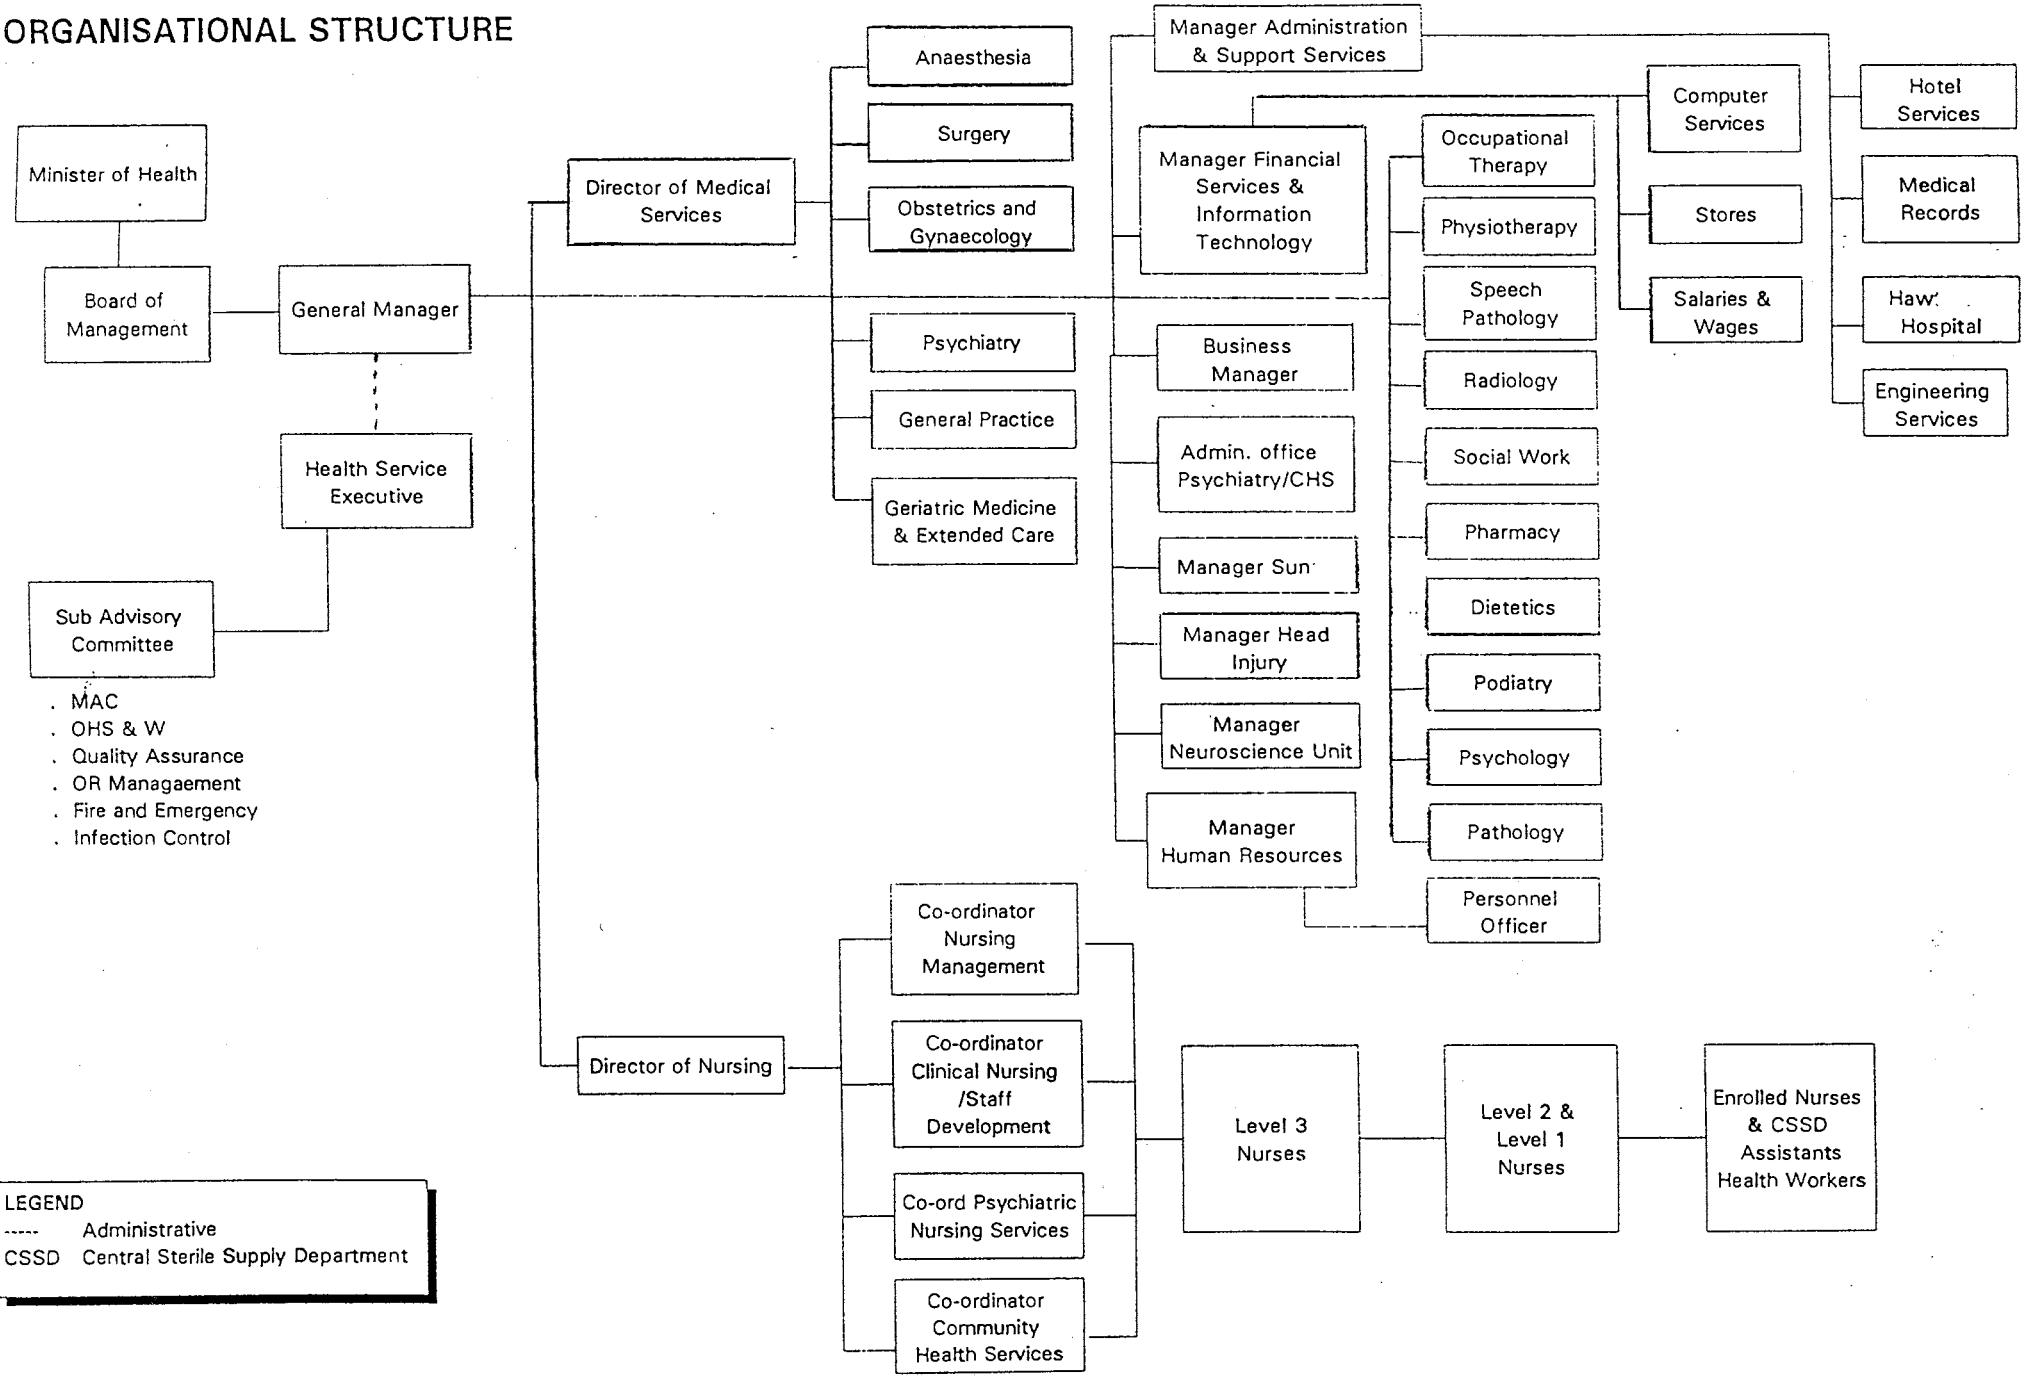 ORGANISATIONAL STRUCTURE
Minister of Health
Board of
Management
General Manager
Health Service
Executive
Sub Advisory
Committee
. MAC
. OHS & W
. Quality Assurance
. OR Managaement
. Fire and Emergency
. Infection Control
Director of Medical
Services
Anaesthesia
Surgery
Obstetrics and
Gynaecology
Psychiatry
General Practice
Geriatric Medicine
& Extended Care
Manager Administration
& Support Services
Manager Financial
Services &
Information
Technology
Business
Manager
Admin. office
Psychiatry/CHS
Manager
Manager Head
Injury
Manager
Neuroscience Unit
Manager
Human Resources
Occupational
Therapy
Physiotherapy
Speech
Pathology
Radiology
Social Work
Pharmacy
Dietetics
Podiatry
Psychology
Pathology
Personnel
Officer
Computer
Services
Stores
Salaries &
Wages
Hotel
Services
Medical
Records
Hospital
Engineering
Services
Director of Nursing
Co-ordinator
Nursing
Management
Co-ordinator
Clinical Nursing
/Staff
Development
Co-ord Psychiatric
Nursing Services
Co-ordinator
Community
Health Services
Level 3
Nurses
Level 2 &
Level 1
Nurses
Enrolled Nurses
& CSSD
Assistants
Health Workers
LEGEND
----- Administrative
CSSD Central Sterile Supply Department